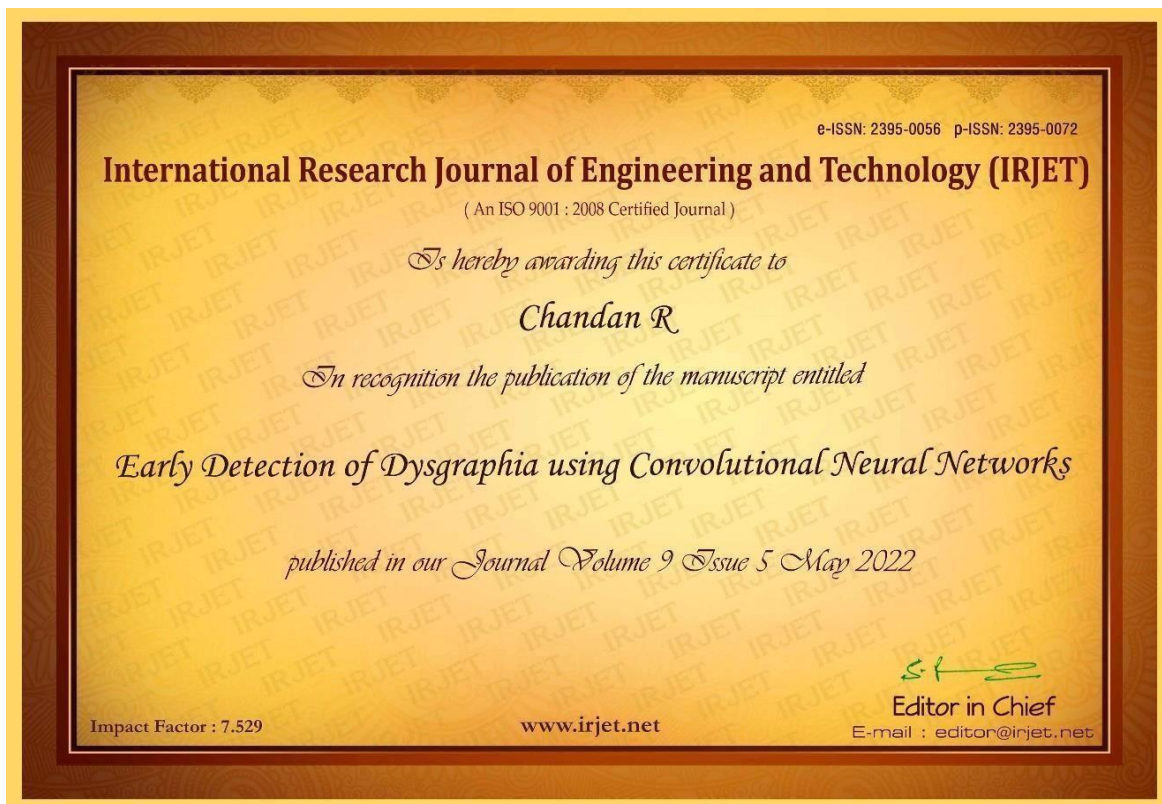 e-ISSN: 2395-0056 p-ISSN: 2395-0072
International Research Journal of Engineering and Technology (IRJET)
( An ISO 9001 : 2008 Certified Journal )
Is hereby awarding this certificate to
Chandan R
In recognition the publication of the manuscript entitled
Early Detection of Dysgraphia using Convolutional Neural Networks
published in our Journal Volume 9 Issue 5 May 2022
Editor in Chief
Impact Factor : 7.529
www.irjet.net
E-mail : editor@irjet.net